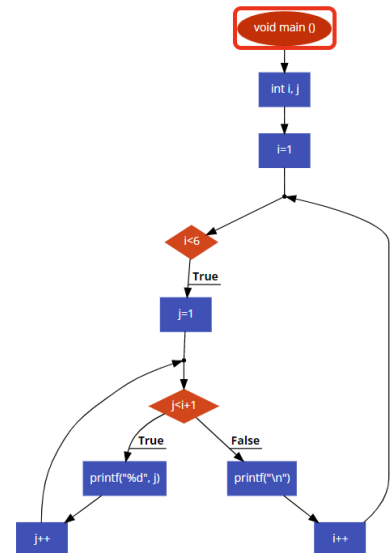 void main ()
int i, j
i=1
i<6
True
j=1
j<i+1
True
False
printf("%d", j)
printf("\n")
j++
i++